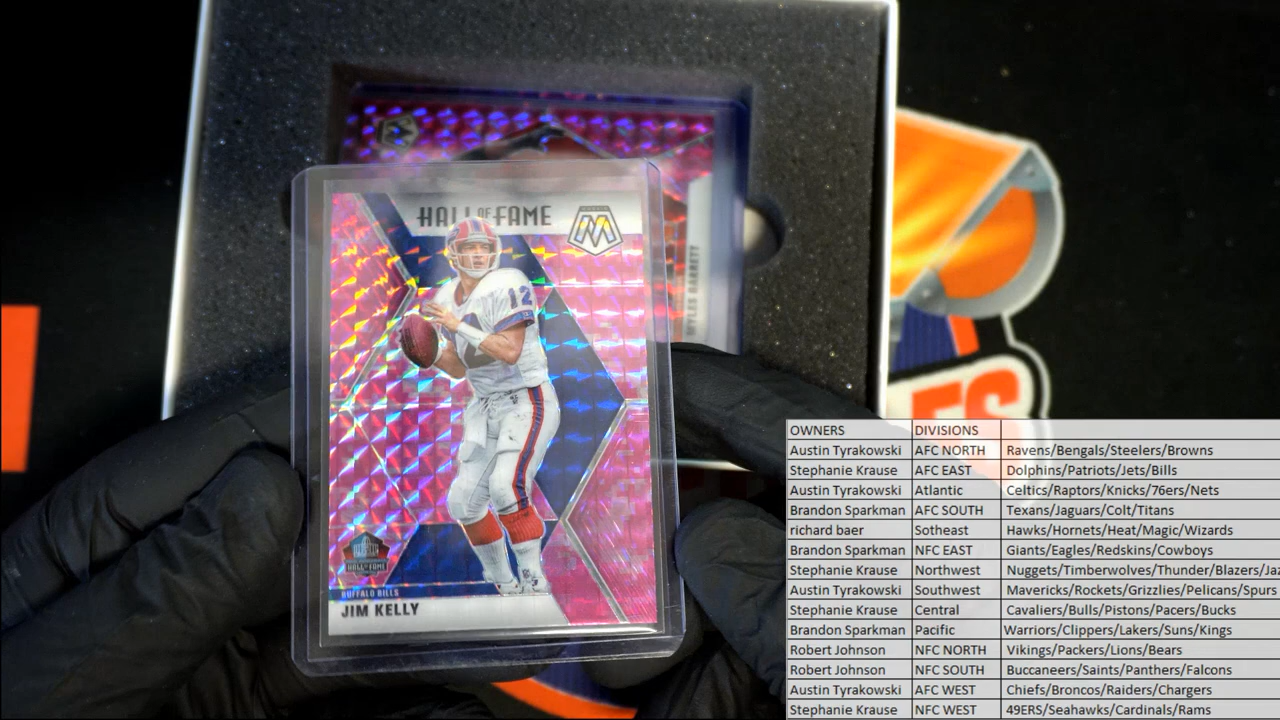 HALL OF FAME
MOSAIC
12
HALL OF FAME
BUFFALO BILLS
JIM KELLY
MYLES GARRETT
ES
OWNERS DIVISIONS
Austin Tyrakowski AFC NORTH Ravens/Bengals/Steelers/Browns
Stephanie Krause AFC EAST Dolphins/Patriots/Jets/Bills
Austin Tyrakowski Atlantic Celtics/Raptors/Knicks/76ers/Nets
Brandon Sparkman AFC SOUTH Texans/Jaguars/Colt/Titans
richard baer Sotheast Hawks/Hornets/Heat/Magic/Wizards
Brandon Sparkman NFC EAST Giants/Eagles/Redskins/Cowboys
Stephanie Krause Northwest Nuggets/Timberwolves/Thunder/Blazers/Jaz
Austin Tyrakowski Southwest Mavericks/Rockets/Grizzlies/Pelicans/Spurs
Stephanie Krause Central Cavaliers/Bulls/Pistons/Pacers/Bucks
Brandon Sparkman Pacific Warriors/Clippers/Lakers/Suns/Kings
Robert Johnson NFC NORTH Vikings/Packers/Lions/Bears
Robert Johnson NFC SOUTH Buccaneers/Saints/Panthers/Falcons
Austin Tyrakowski AFC WEST Chiefs/Broncos/Raiders/Chargers
Stephanie Krause NFC WEST 49ERS/Seahawks/Cardinals/Rams